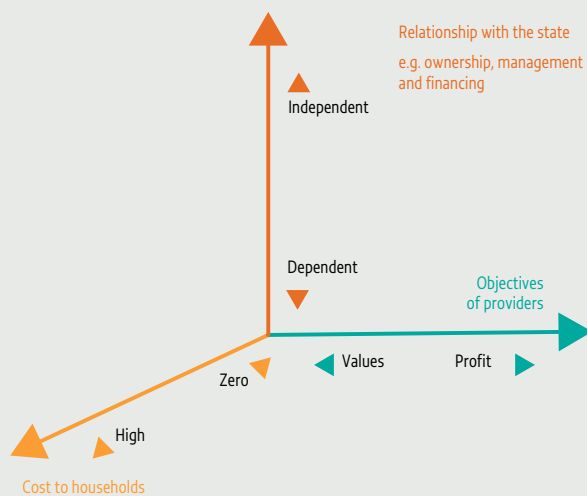 Relationship with the state
e.g. ownership, management
and financing
Independent
Dependent
Objectives
of providers
Values
Profit
Zero
High
Cost to households